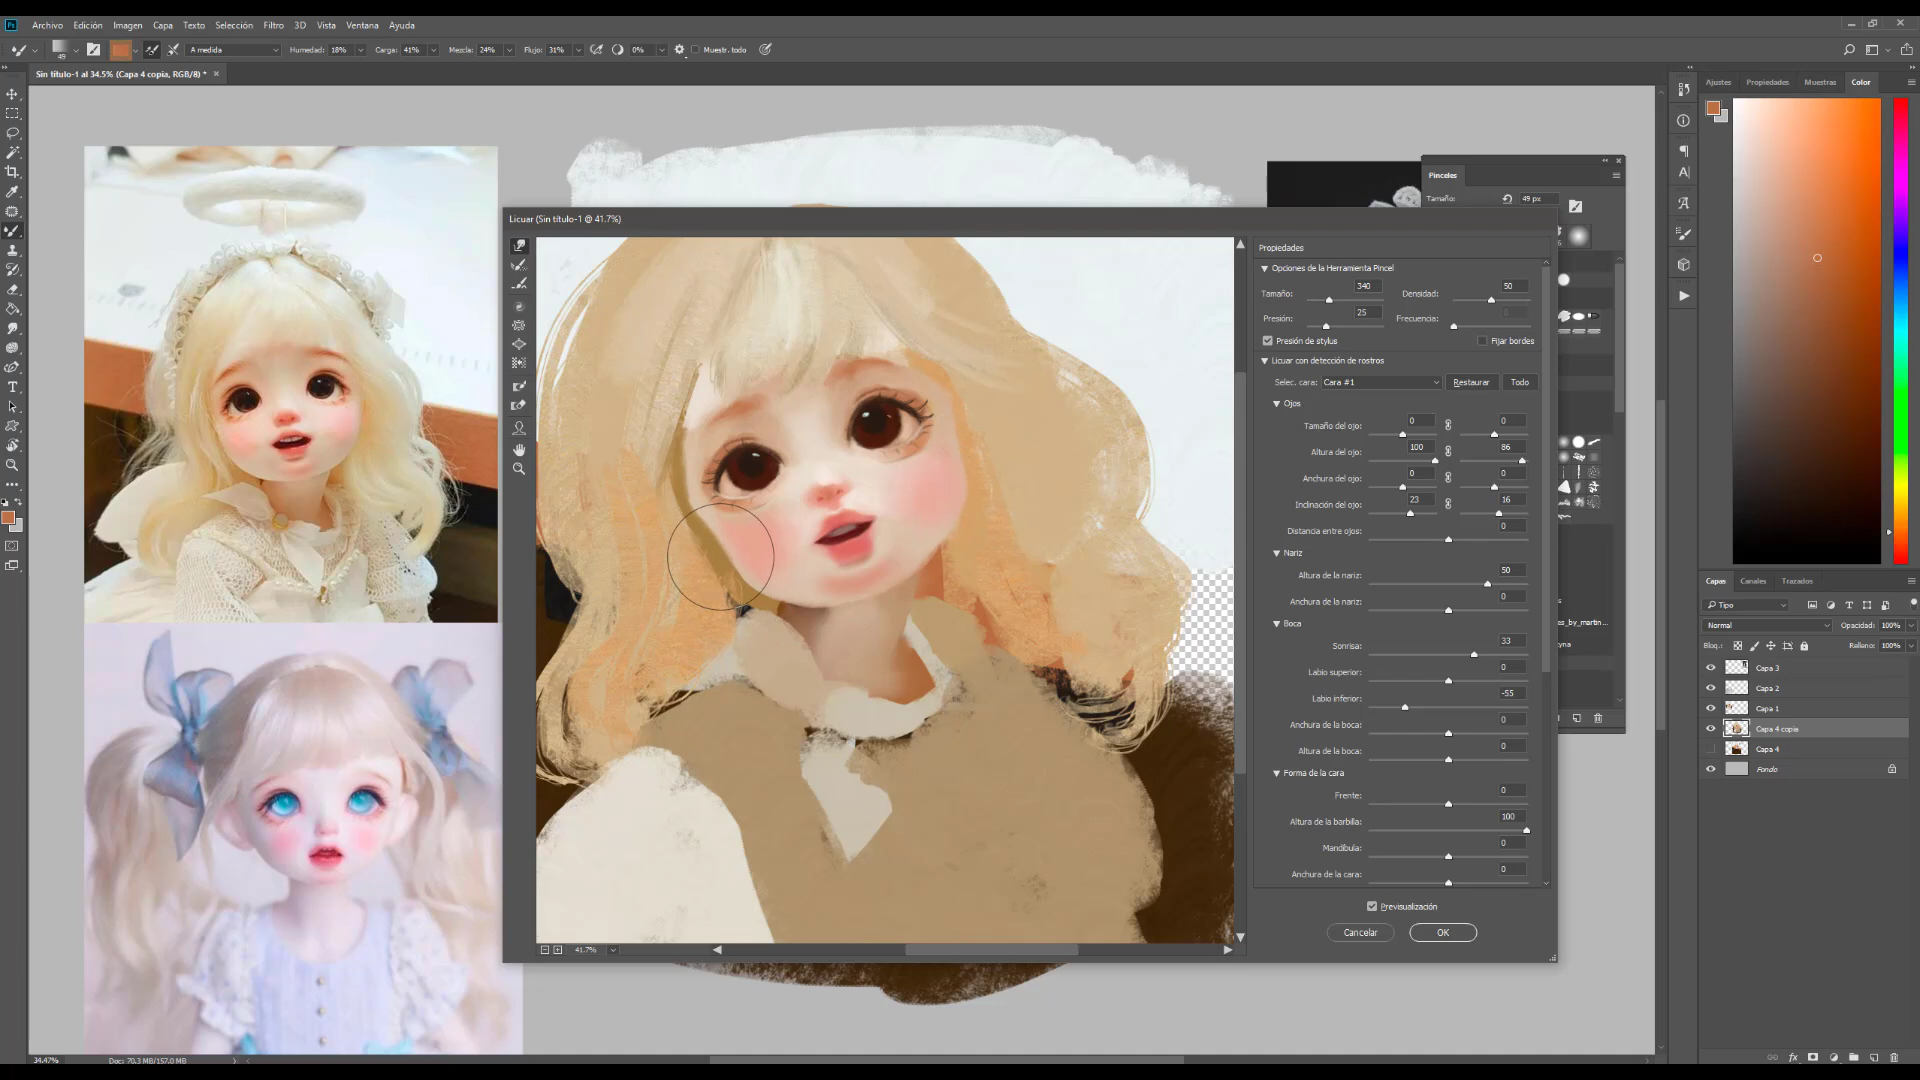 Archivo Edición Imagen Capa Texto Selección Filtro 3D Vista Ventana Ayuda
49 A medida Humedad: 18% Carga: 41% Mezcla: 24% Flujo: 31% 0% Muestr. todo
Sin título-1 al 34.5% (Capa 4 copia, RGB/8) *
Ajustes Propiedades Muestras Color
Pinceles
Tamaño: 49 px
Licuar (Sin título-1 @ 41.7%)
Propiedades
Opciones de la Herramienta Pincel
Tamaño: 340 Densidad: 50
Presión: 25 Frecuencia:
Presión de stylus Fijar bordes
Licuar con detección de rostros
Selec. cara: Cara #1 Restaurar Todo
Ojos
Tamaño del ojo: 0 0
Altura del ojo: 100 86
Anchura del ojo: 0 0
Inclinación del ojo: 23 16
Distancia entre ojos: 0
Nariz
Altura de la nariz: 50
Anchura de la nariz: 0
Boca
Sonrisa: 33
Labio superior: 0
Labio inferior: -55
Anchura de la boca: 0
Altura de la boca: 0
Forma de la cara
Frente: 0
Altura de la barbilla: 100
Mandíbula: 0
Anchura de la cara: 0
Previsualización
Cancelar OK
41.7%
es_by_martin...
yna
Capas Canales Trazados
Tipo
Normal Opacidad: 100%
Bloq.: Relleno: 100%
Capa 3
Capa 2
Capa 1
Capa 4 copia
Capa 4
Fondo
34.47% Doc: 70.3 MB/157.0 MB